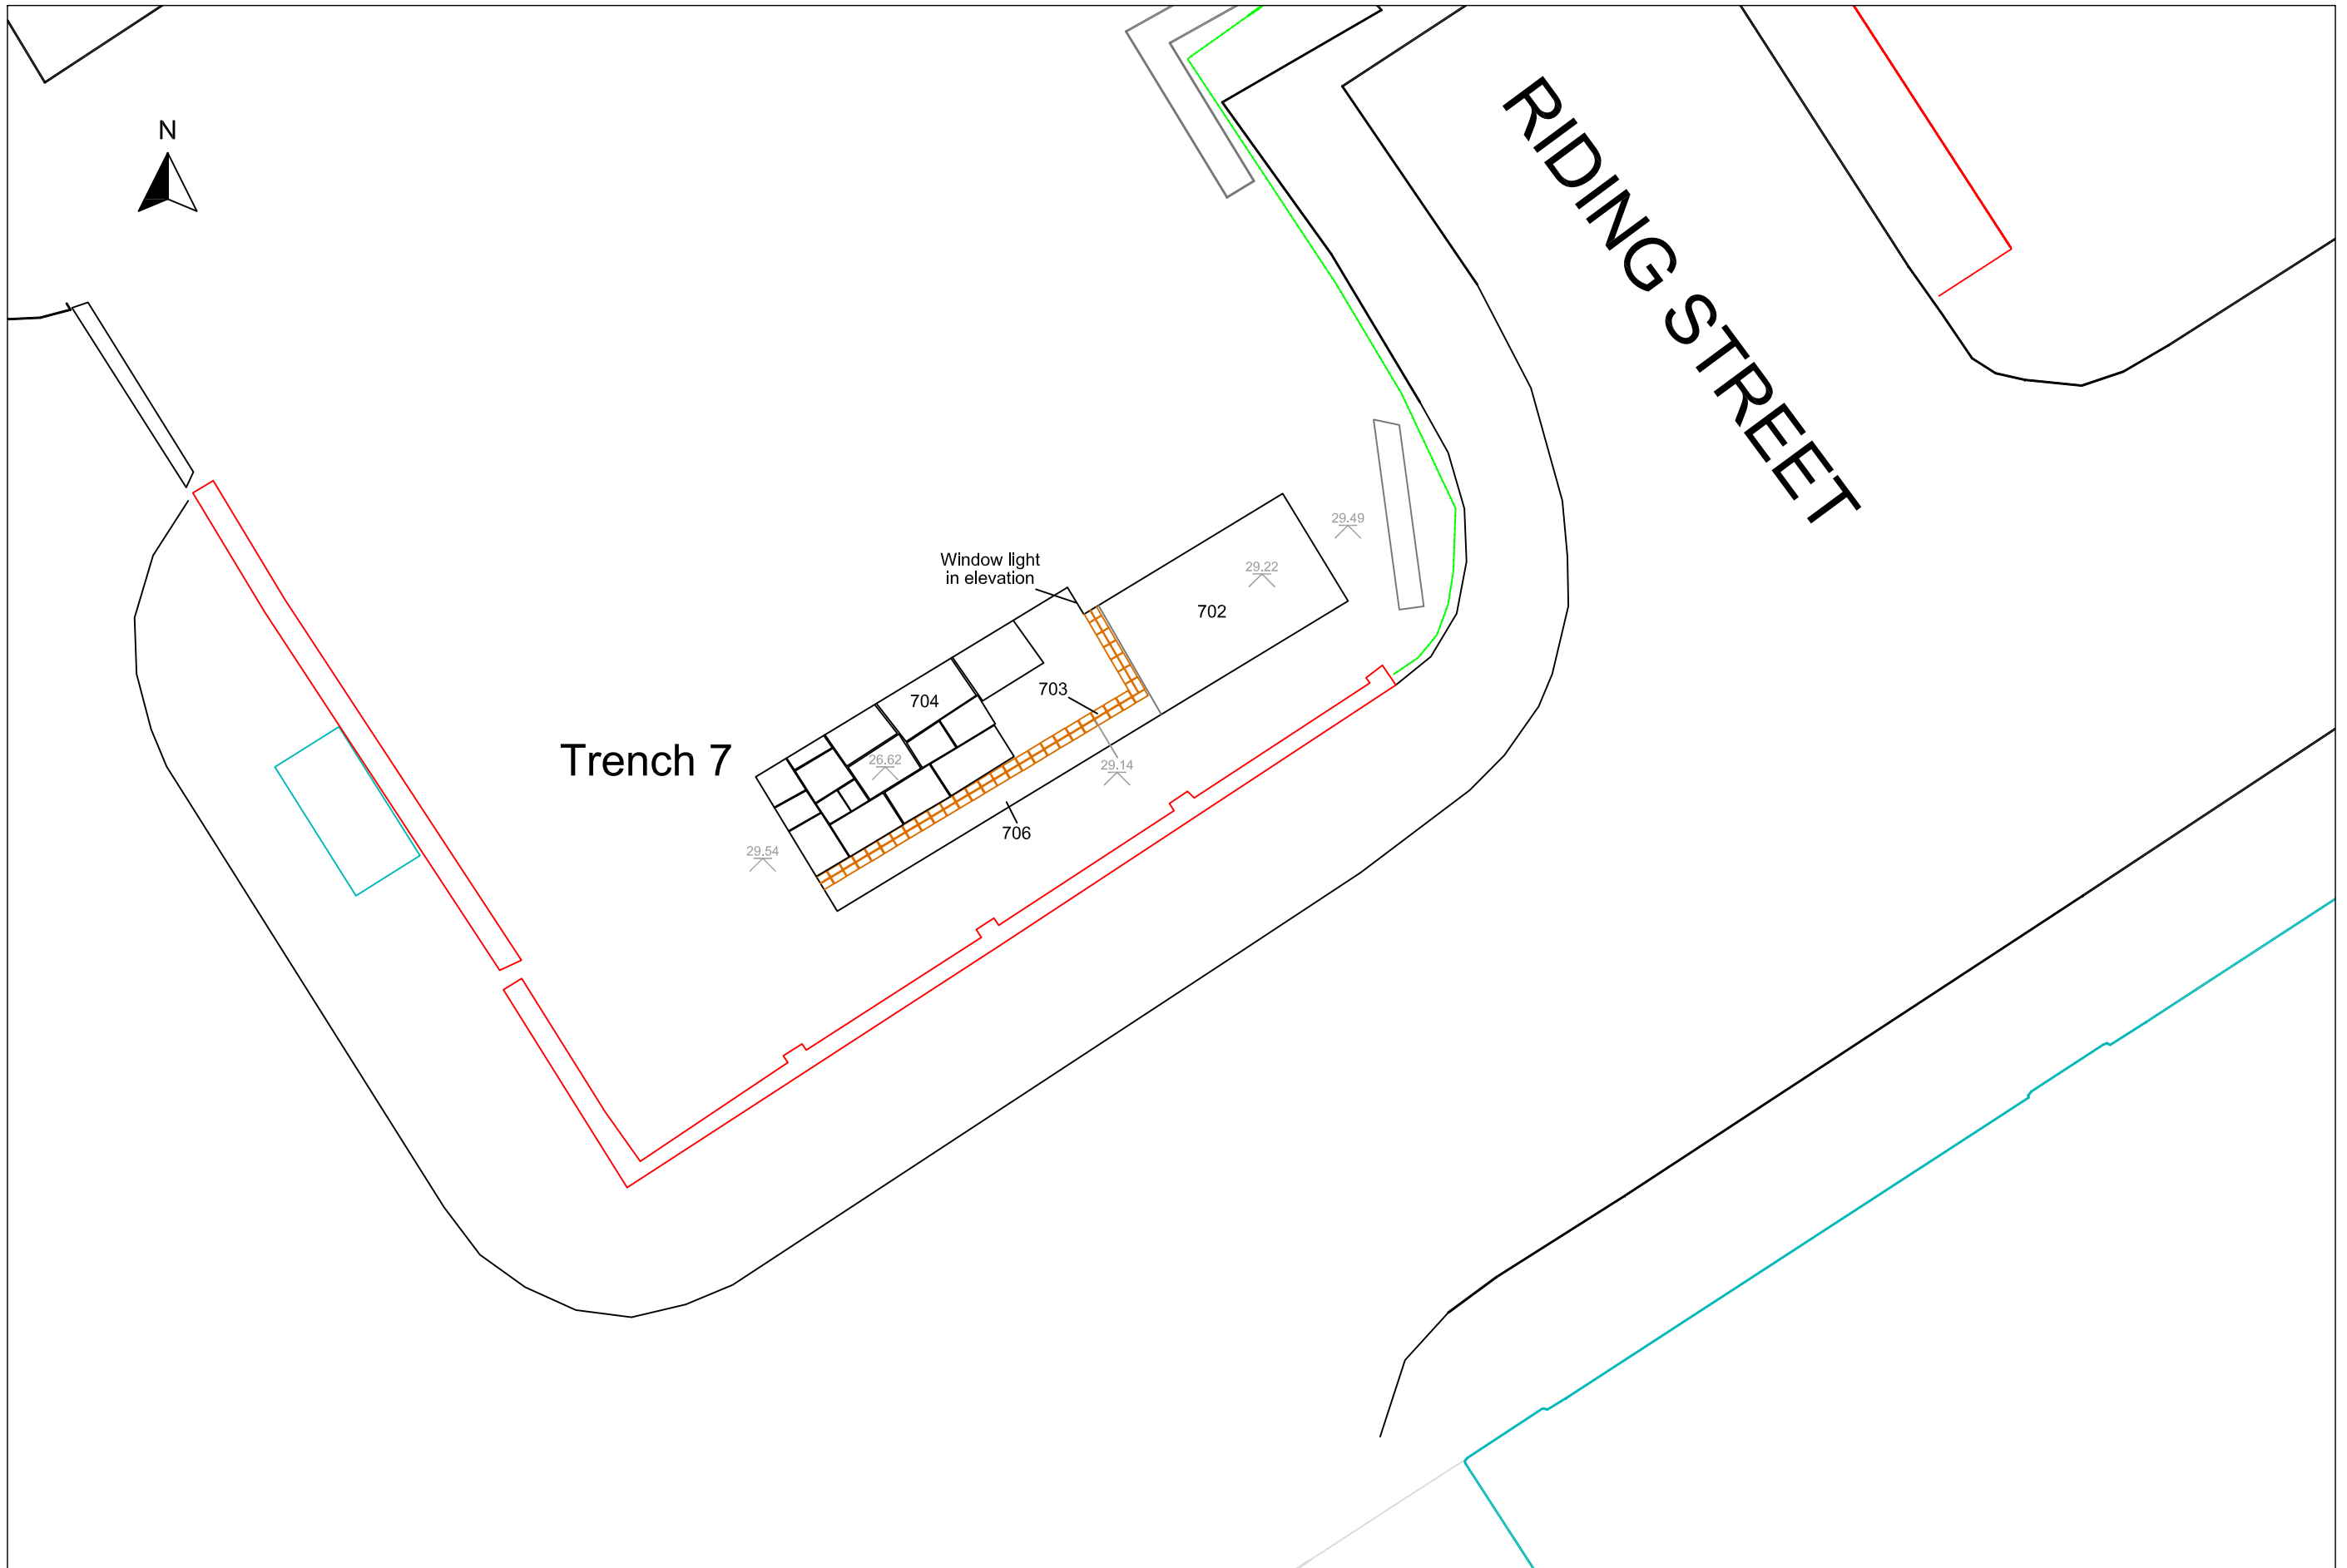 N
RIDING STREET
29.49
Window light
in elevation
29.22
702
703
704
Trench 7
26.62
29.14
706
29.54